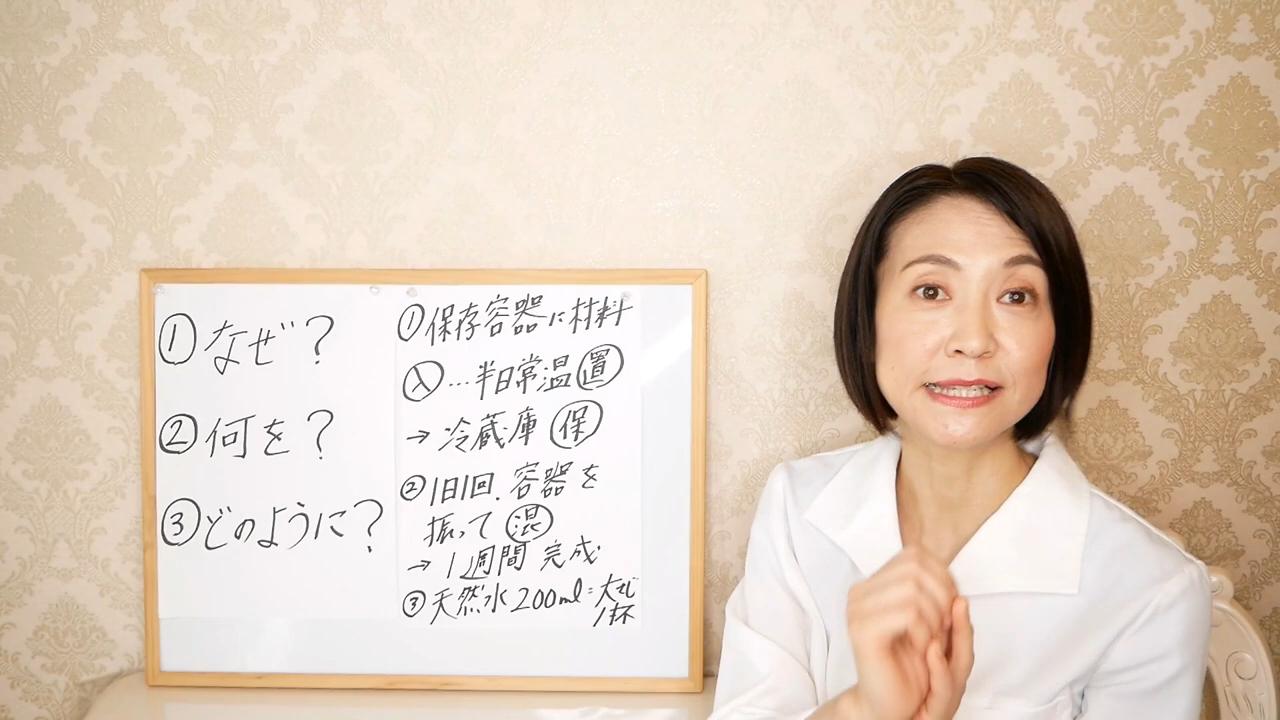 ①なぜ?
②何を?
③どのように?
①保存容器に材料
㋑…半日常温㊟置
→冷蔵庫 保
②1日1回.容器を
振って混
→1週間 完成
③天然水200ml:大さじ
1杯